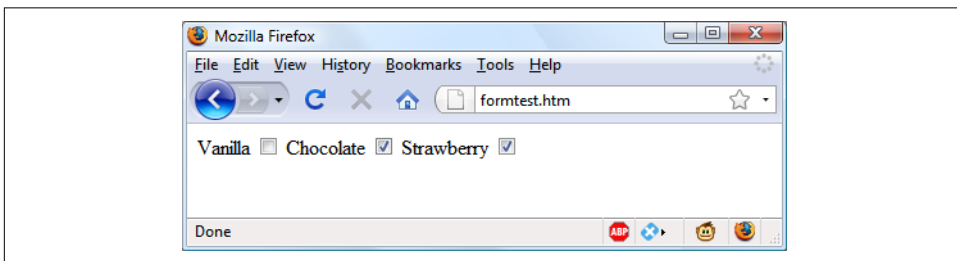 Mozilla Firefox
File Edit View History Bookmarks Tools Help
formtest.htm
Vanilla Chocolate Strawberry
Done
ABP